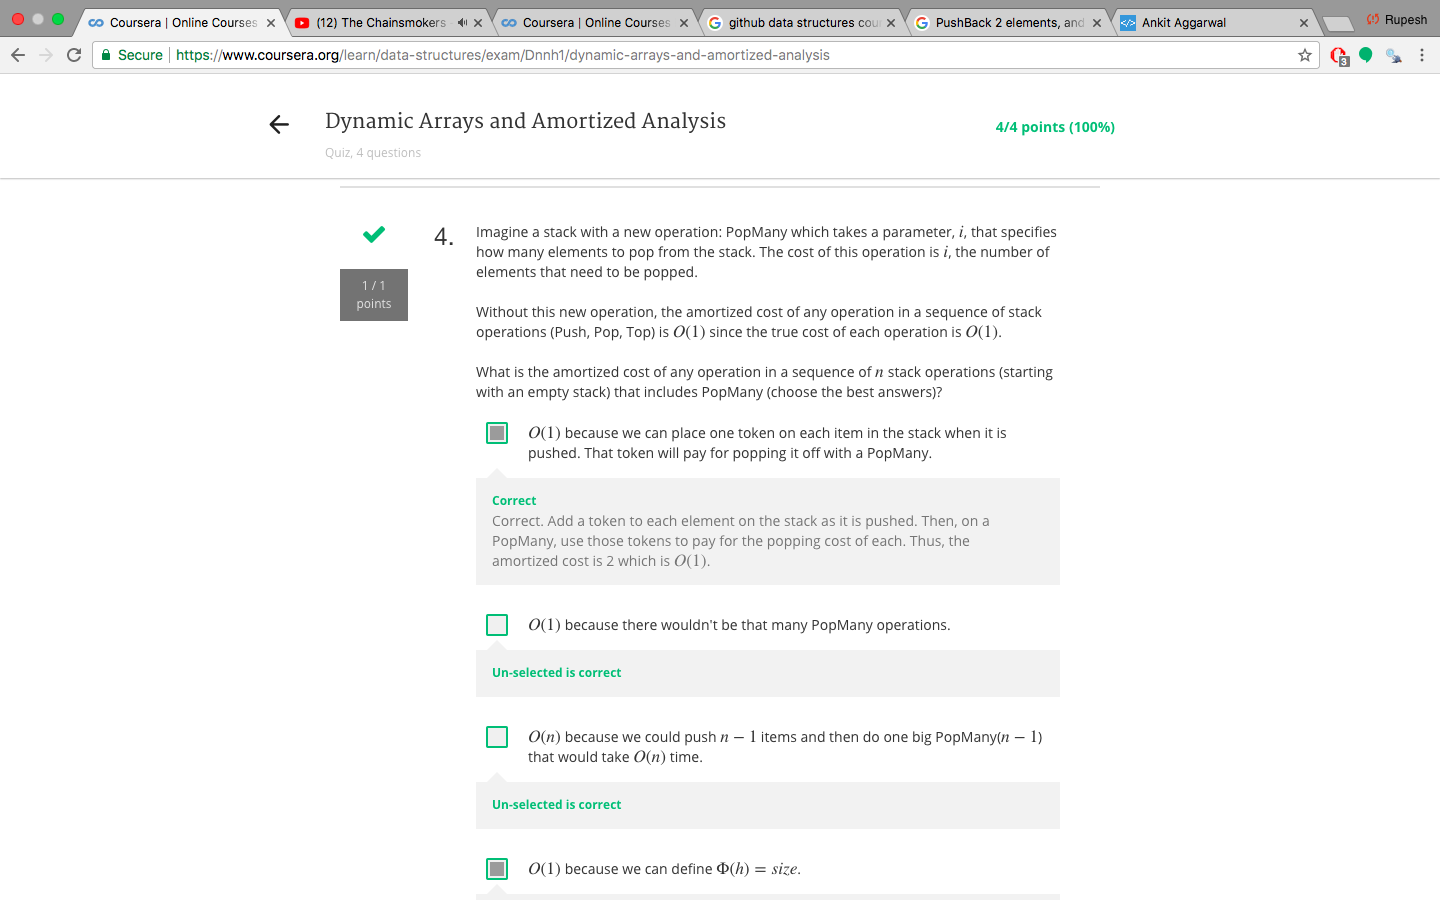 Coursera | Online Courses
(12) The Chainsmokers
Coursera | Online Courses
github data structures cou
PushBack 2 elements, and
Ankit Aggarwal
Rupesh
Secure
https://www.coursera.org/learn/data-structures/exam/Dnnh1/dynamic-arrays-and-amortized-analysis
3
Dynamic Arrays and Amortized Analysis
4/4 points (100%)
Quiz, 4 questions
1 / 1
points
4.
Imagine a stack with a new operation: PopMany which takes a parameter, i, that specifies
how many elements to pop from the stack. The cost of this operation is i, the number of
elements that need to be popped.
Without this new operation, the amortized cost of any operation in a sequence of stack
operations (Push, Pop, Top) is O(1) since the true cost of each operation is O(1).
What is the amortized cost of any operation in a sequence of n stack operations (starting
with an empty stack) that includes PopMany (choose the best answers)?
O(1) because we can place one token on each item in the stack when it is
pushed. That token will pay for popping it off with a PopMany.
Correct
Correct. Add a token to each element on the stack as it is pushed. Then, on a
PopMany, use those tokens to pay for the popping cost of each. Thus, the
amortized cost is 2 which is O(1).
O(1) because there wouldn't be that many PopMany operations.
Un-selected is correct
O(n) because we could push n − 1 items and then do one big PopMany(n − 1)
that would take O(n) time.
Un-selected is correct
O(1) because we can define Φ(h) = size.